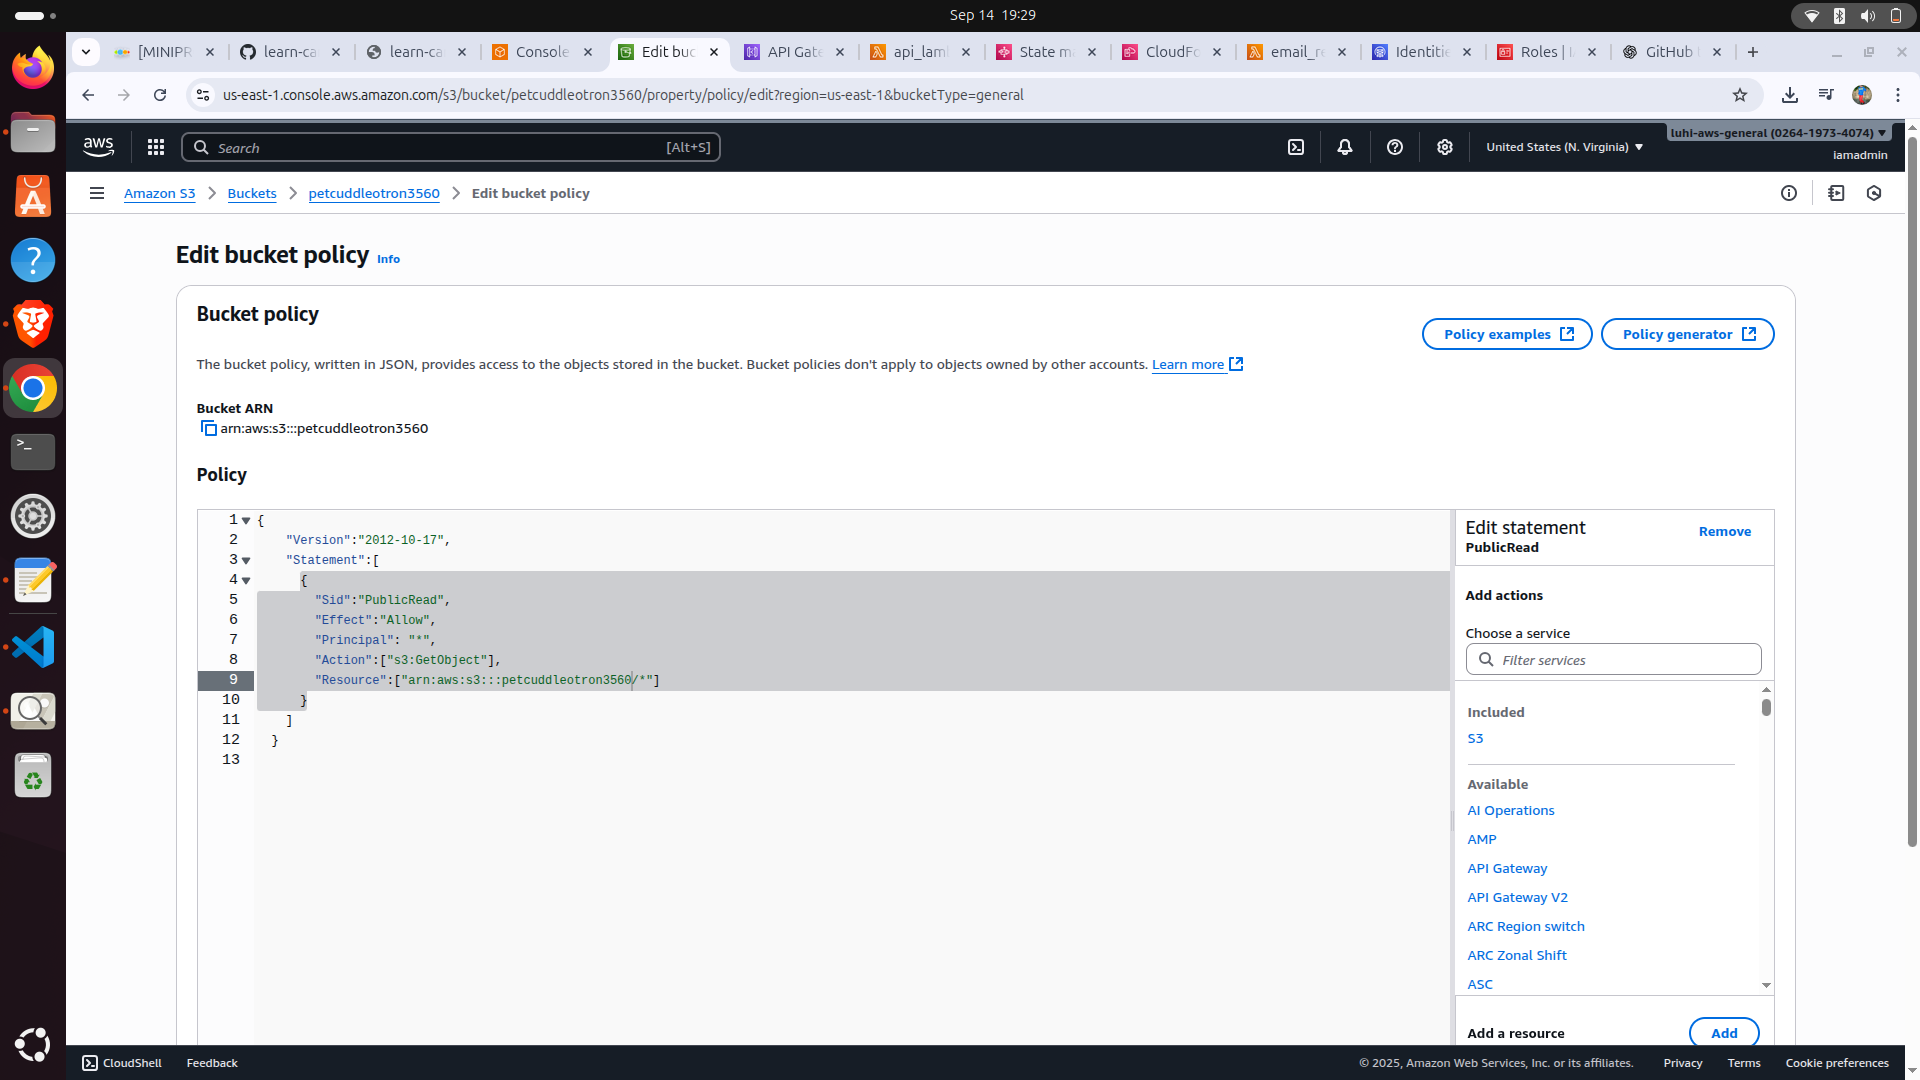 Sep 14 19:29
[MINIPR
learn-ca
learn-ca
Console
Edit buc
API Gate
api_lam
State m
CloudFo
email_re
Identitie
Roles | I
GitHub
us-east-1.console.aws.amazon.com/s3/bucket/petcuddleotron3560/property/policy/edit?region=us-east-1&bucketType=general
aws
Search
[Alt+S]
United States (N. Virginia)
luhi-aws-general (0264-1973-4074)
iamadmin
Amazon S3
Buckets
petcuddleotron3560
Edit bucket policy
Edit bucket policy
Info
Bucket policy
Policy examples
Policy generator
The bucket policy, written in JSON, provides access to the objects stored in the bucket. Bucket policies don't apply to objects owned by other accounts. Learn more
Bucket ARN
arn:aws:s3:::petcuddleotron3560
Policy
1 {
2 "Version":"2012-10-17",
3 "Statement":[
4 {
5 "Sid":"PublicRead",
6 "Effect":"Allow",
7 "Principal": "*",
8 "Action":["s3:GetObject"],
9 "Resource":["arn:aws:s3:::petcuddleotron3560/*"]
10 }
11 ]
12 }
13
Edit statement
Remove
PublicRead
Add actions
Choose a service
Filter services
Included
S3
Available
AI Operations
AMP
API Gateway
API Gateway V2
ARC Region switch
ARC Zonal Shift
ASC
Add a resource
Add
CloudShell
Feedback
© 2025, Amazon Web Services, Inc. or its affiliates.
Privacy
Terms
Cookie preferences